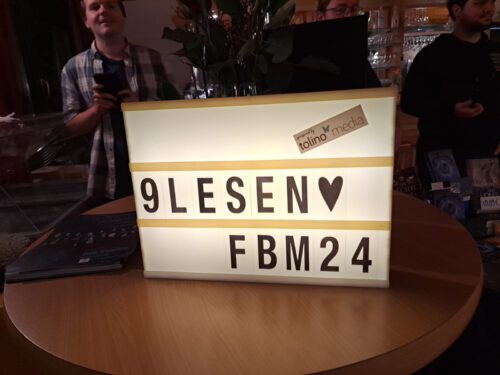 powered by
tolino media
9LESEN♥
FBM24